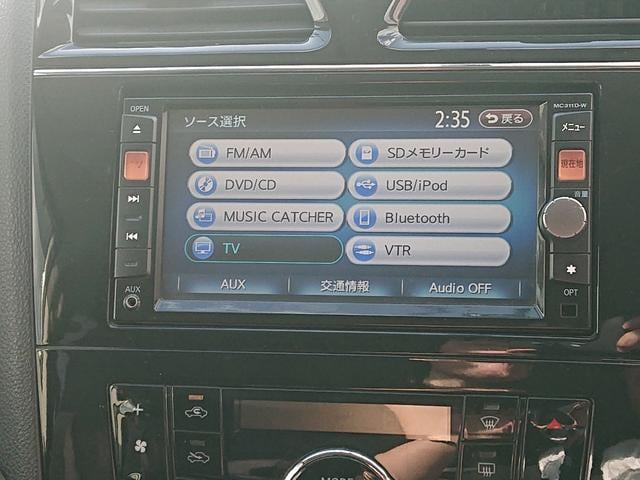 OPEN
MC311D-W
ソース選択 2:35 戻る
メニュー
FM/AM SDメモリーカード
現在地
DVD/CD USB/iPod
音量
MUSIC CATCHER Bluetooth
TV VTR
AUX 交通情報 Audio OFF
AUX
OPT
MODE